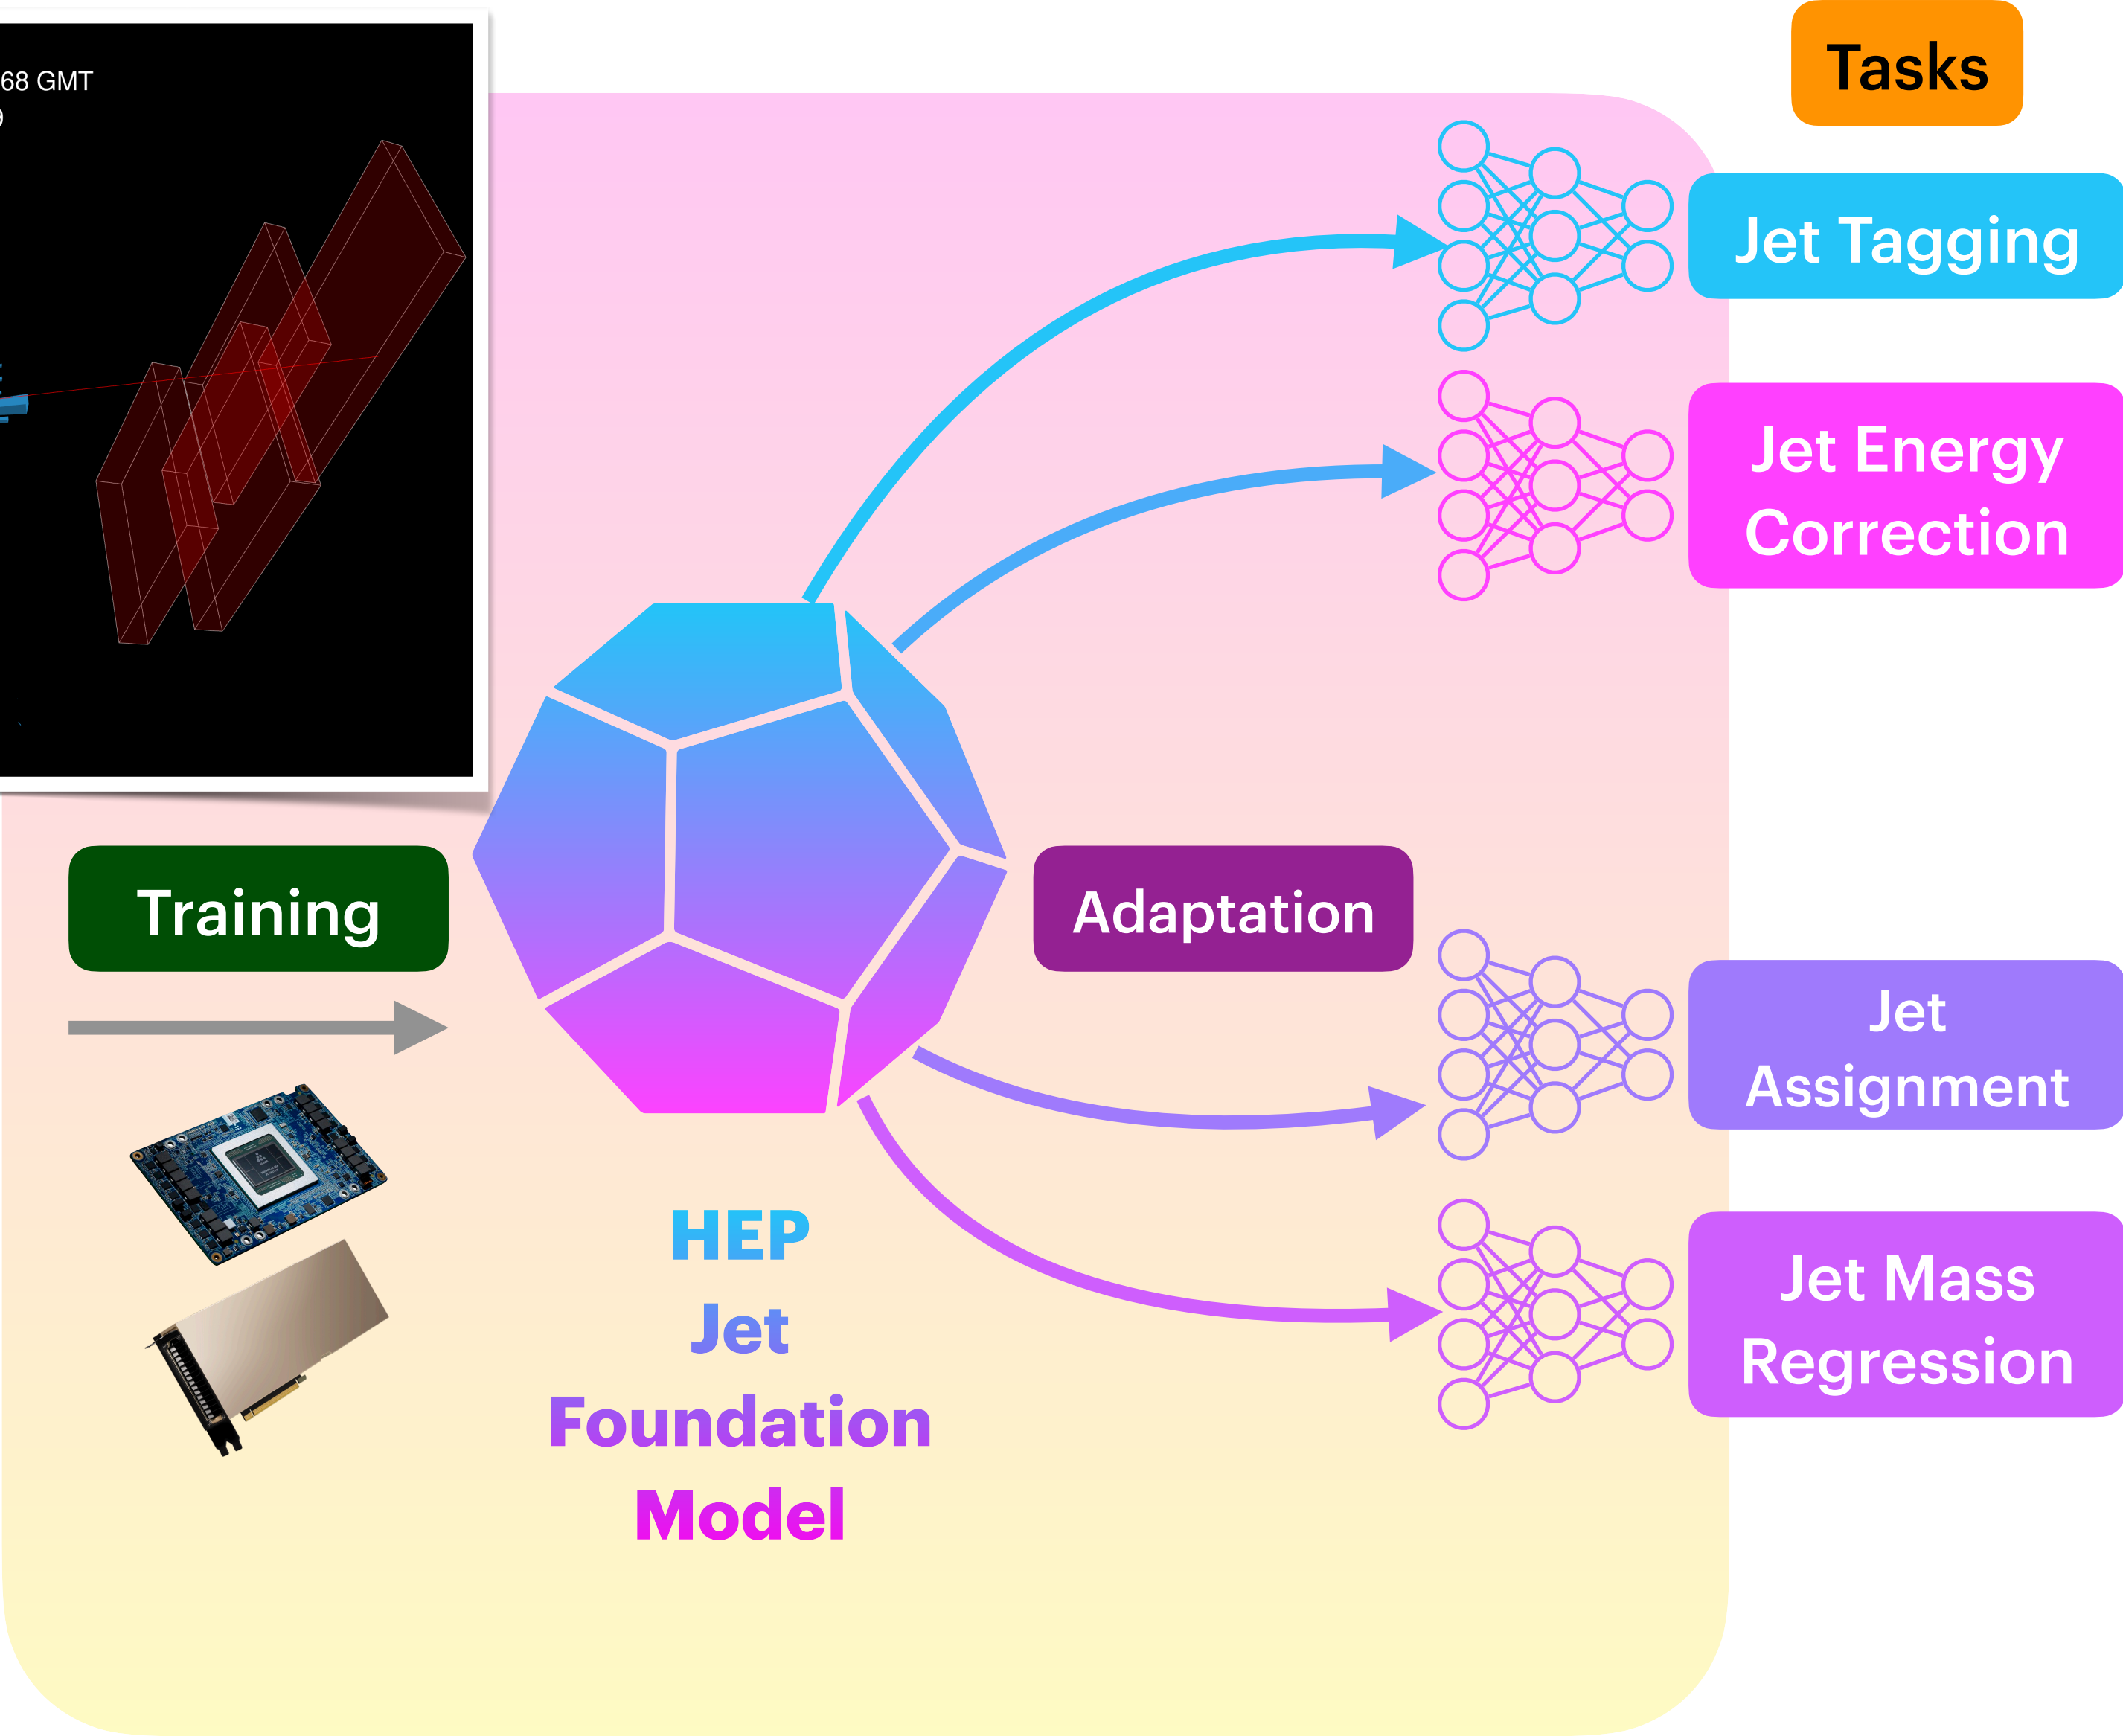 68 GMT
Tasks
Jet Tagging
Jet Energy
Correction
Training
Adaptation
Jet
Assignment
HEP
Jet
Foundation
Model
Jet Mass
Regression